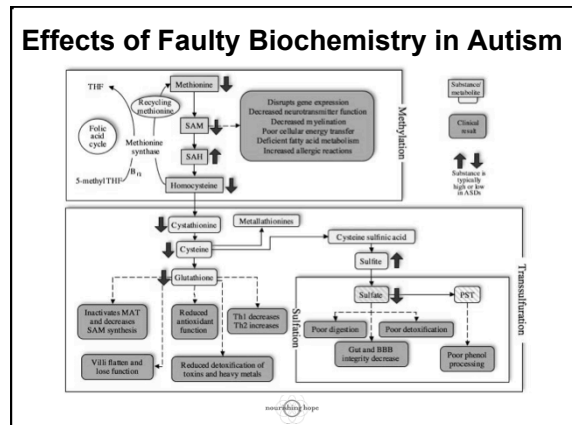 Effects of Faulty Biochemistry in Autism
THF
Methionine
Recycling
methionine
Folic
acid
cycle
Methionine
synthase
SAM
SAH
B12
5-methyl THF
Homocysteine
Disrupts gene expression
Decreased neurotransmitter function
Decreased myelination
Poor cellular energy transfer
Deficient fatty acid metabolism
Increased allergic reactions
Methylation
Substance/
metabolite
Clinical
result
Substance is
typically
high or low
in ASDs
Cystathionine
Metallathionines
Cysteine
Cysteine sulfinic acid
Glutathione
Sulfite
Sulfate
PST
Transsulfuration
Sulfation
Inactivates MAT
and decreases
SAM synthesis
Reduced
antioxidant
function
Th1 decreases
Th2 increases
Villi flatten and
lose function
Reduced detoxification of
toxins and heavy metals
Poor digestion
Poor detoxification
Gut and BBB
integrity decrease
Poor phenol
processing
nourishing hope